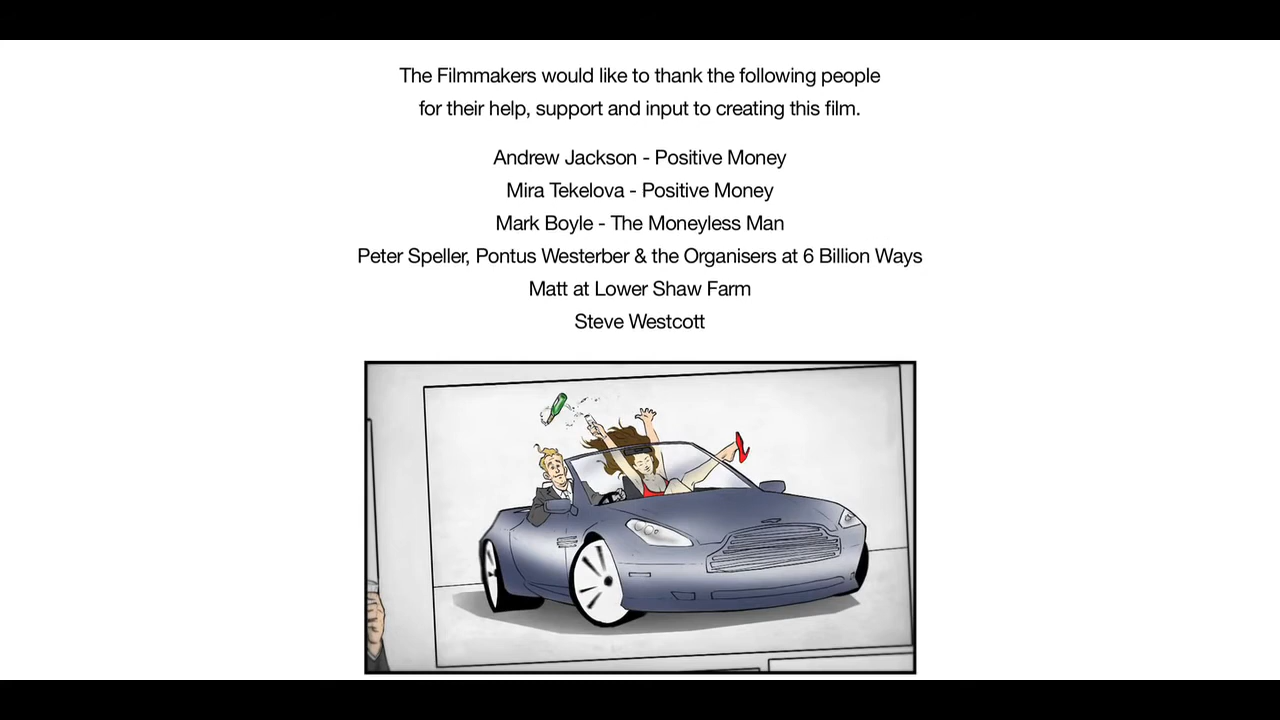 The Filmmakers would like to thank the following people
for their help, support and input to creating this film.
Andrew Jackson - Positive Money
Mira Tekelova - Positive Money
Mark Boyle - The Moneyless Man
Peter Speller, Pontus Westerber & the Organisers at 6 Billion Ways
Matt at Lower Shaw Farm
Steve Westcott